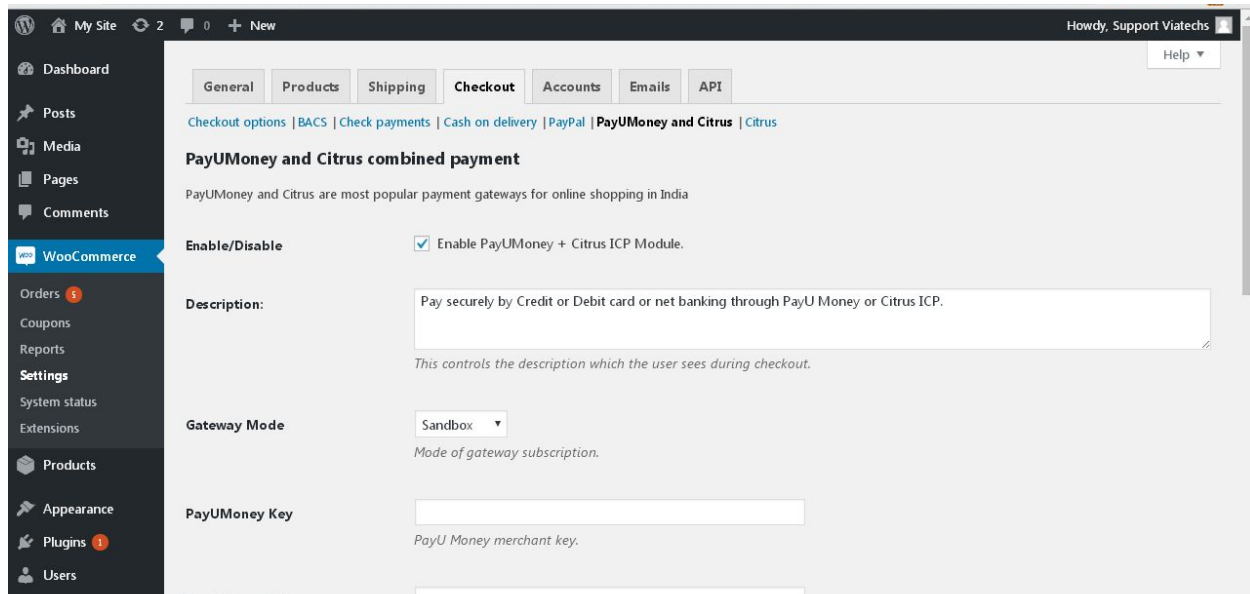 My Site 2 0 + New Howdy, Support Viatechs
Help ▼
Dashboard
Posts
Media
Pages
Comments
WooCommerce
Orders 5
Coupons
Reports
Settings
System status
Extensions
Products
Appearance
Plugins 1
Users
General Products Shipping Checkout Accounts Emails API
Checkout options | BACS | Check payments | Cash on delivery | PayPal | PayUMoney and Citrus | Citrus
PayUMoney and Citrus combined payment
PayUMoney and Citrus are most popular payment gateways for online shopping in India
Enable/Disable Enable PayUMoney + Citrus ICP Module.
Description: Pay securely by Credit or Debit card or net banking through PayU Money or Citrus ICP.
This controls the description which the user sees during checkout.
Gateway Mode Sandbox ▼
Mode of gateway subscription.
PayUMoney Key
PayU Money merchant key.